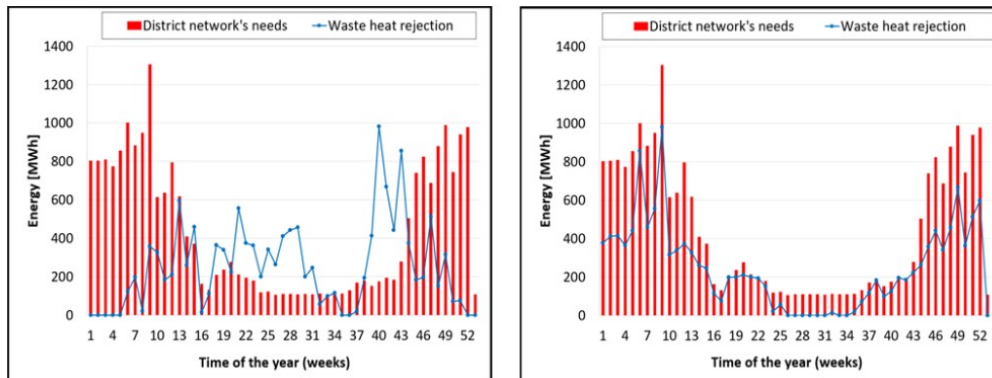 District network's needs Waste heat rejection
1400
1200
1000
800
600
400
200
0
Energy [MWh]
1 4 7 10 13 16 19 22 25 28 31 34 37 40 43 46 49 52
Time of the year (weeks)
District network's needs Waste heat rejection
1400
1200
1000
800
600
400
200
0
Energy [MWh]
1 4 7 10 13 16 19 22 25 28 31 34 37 40 43 46 49 52
Time of the year (weeks)